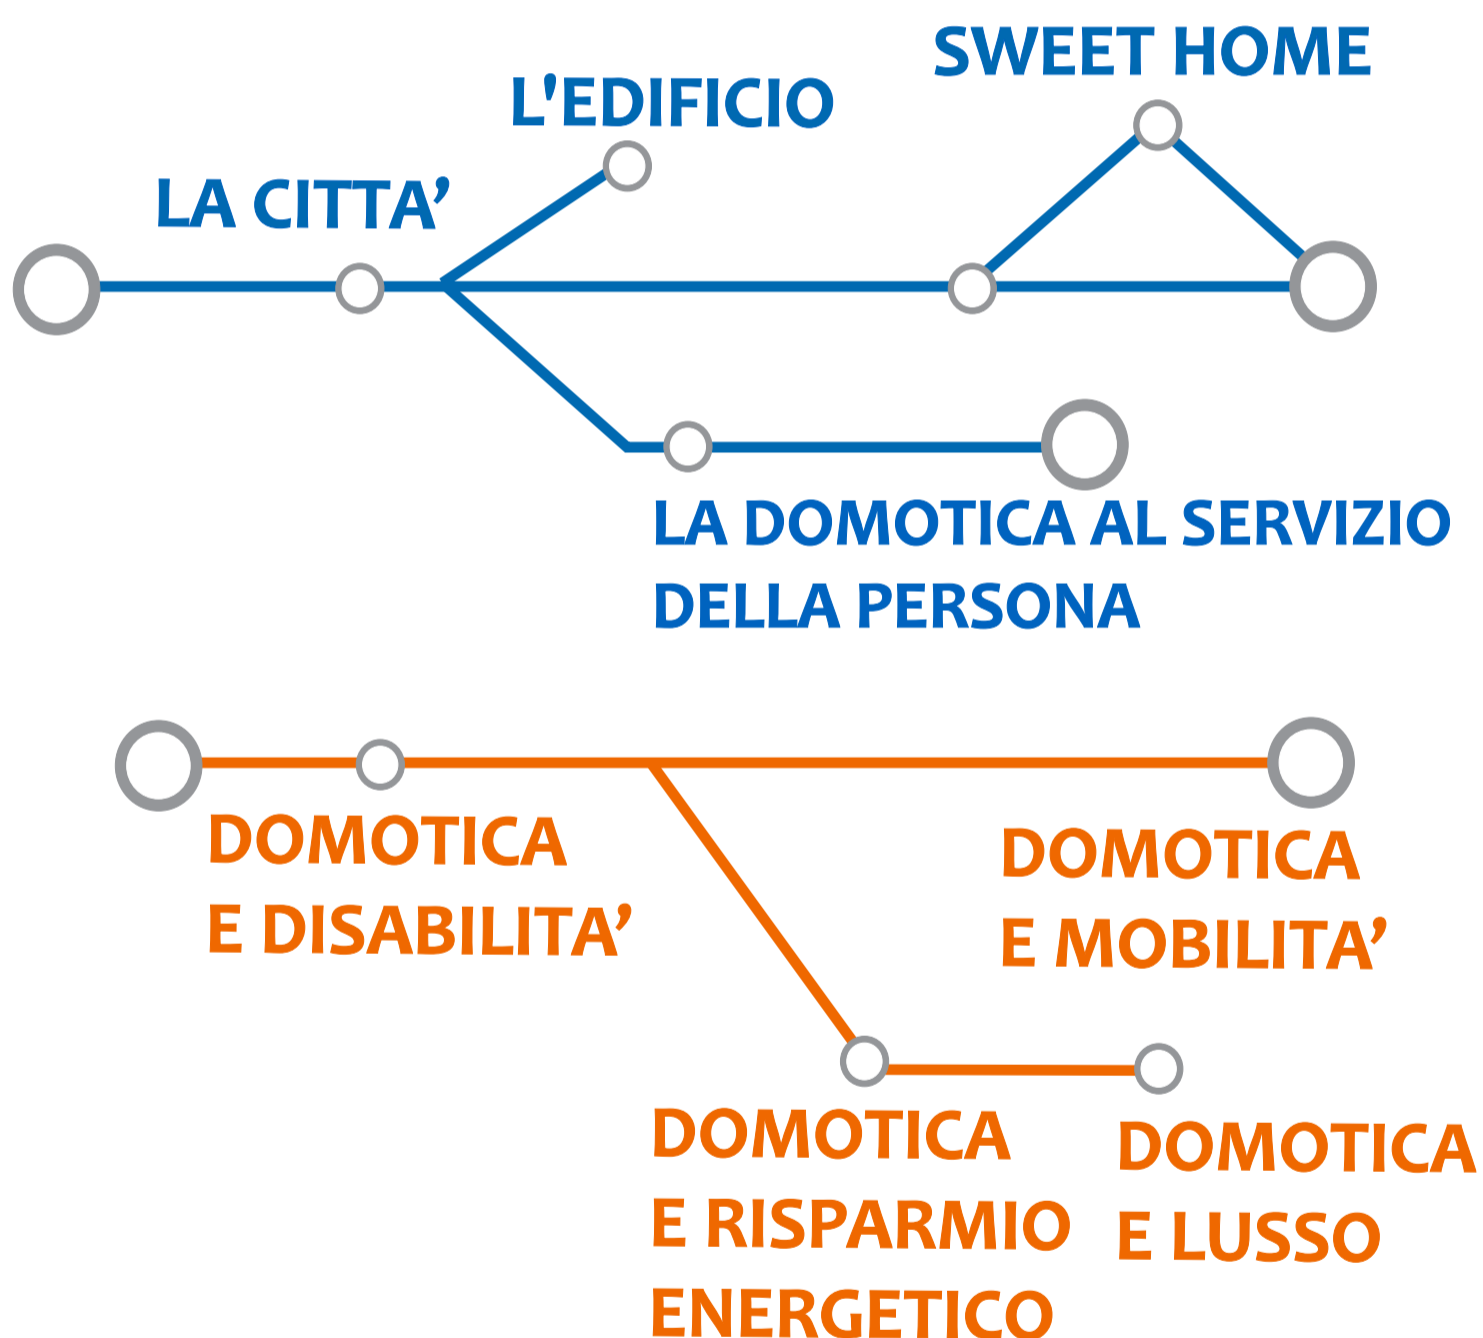 SWEET HOME
L'EDIFICIO
LA CITTA’
LA DOMOTICA AL SERVIZIO
DELLA PERSONA
DOMOTICA
E DISABILITA’
DOMOTICA
E MOBILITA’
DOMOTICA
E RISPARMIO
ENERGETICO
DOMOTICA
E LUSSO